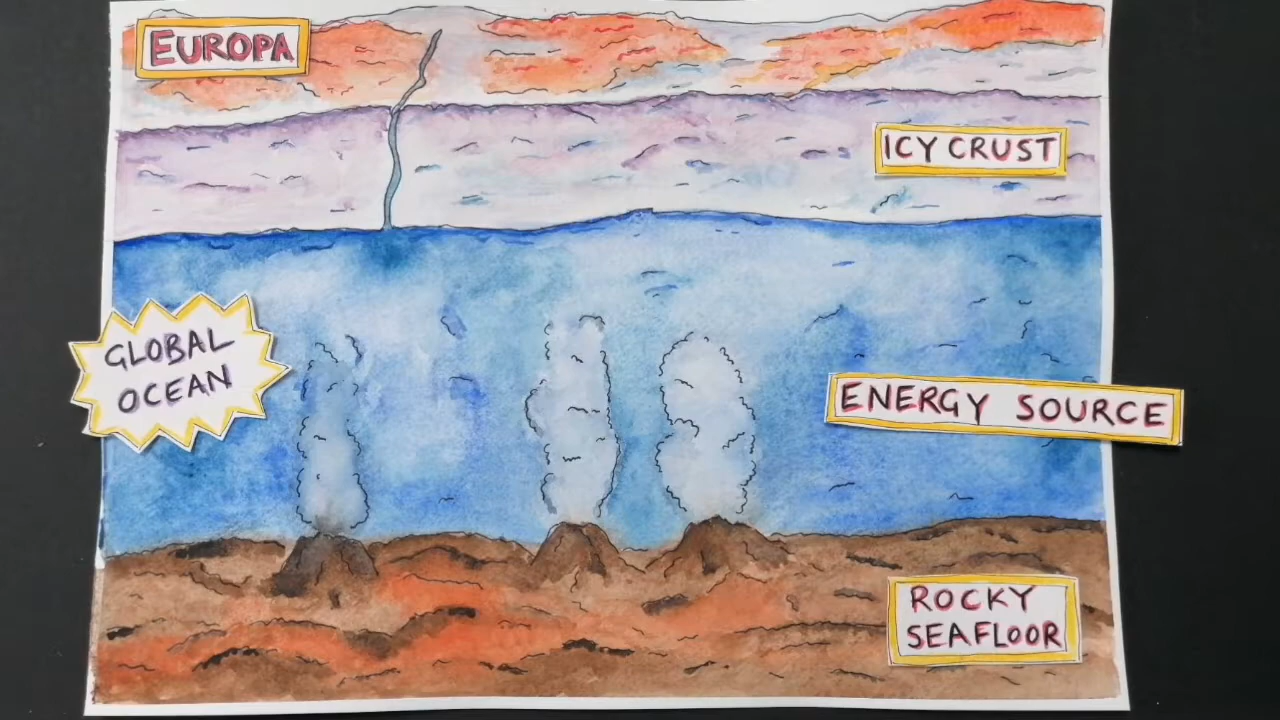 EUROPA
ICY CRUST
GLOBAL
OCEAN
ENERGY SOURCE
ROCKY
SEAFLOOR